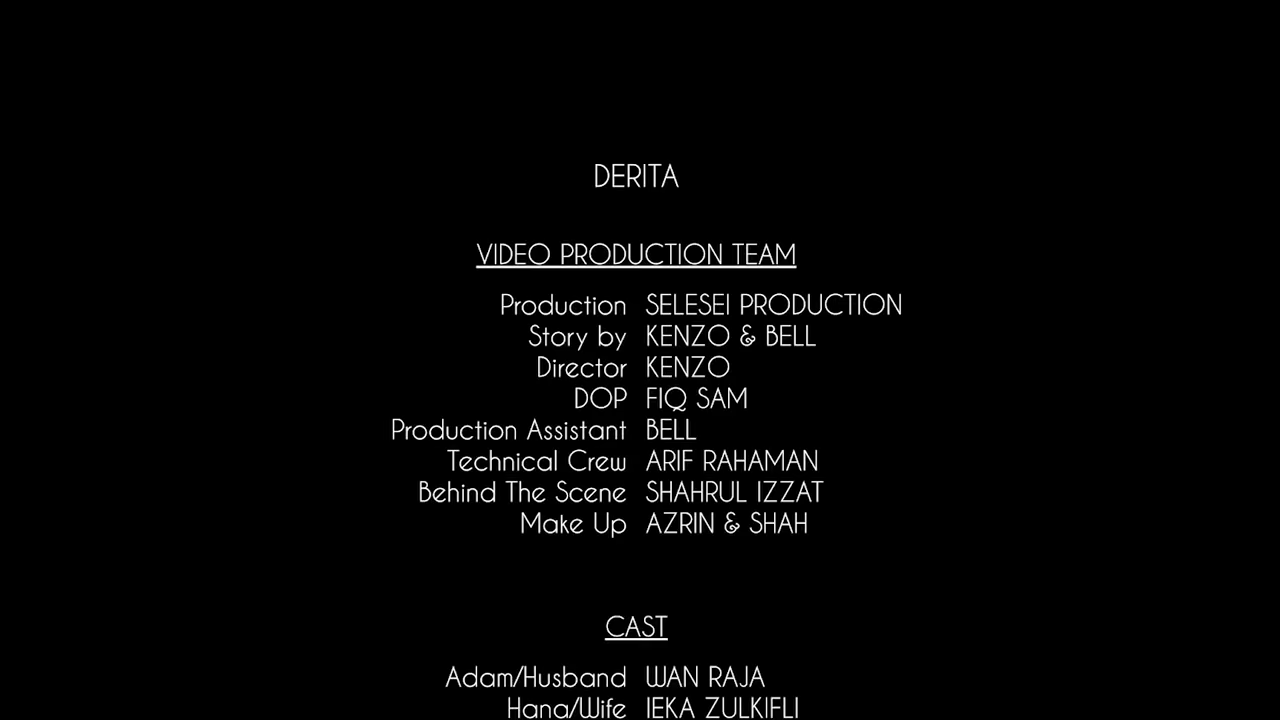 DERITA
VIDEO PRODUCTION TEAM
Production SELESEI PRODUCTION
Story by KENZO & BELL
Director KENZO
DOP FIQ SAM
Production Assistant BELL
Technical Crew ARIF RAHAMAN
Behind The Scene SHAHRUL IZZAT
Make Up AZRIN & SHAH
CAST
Adam/Husband WAN RAJA
Hana/Wife IEKA ZULKIFLI